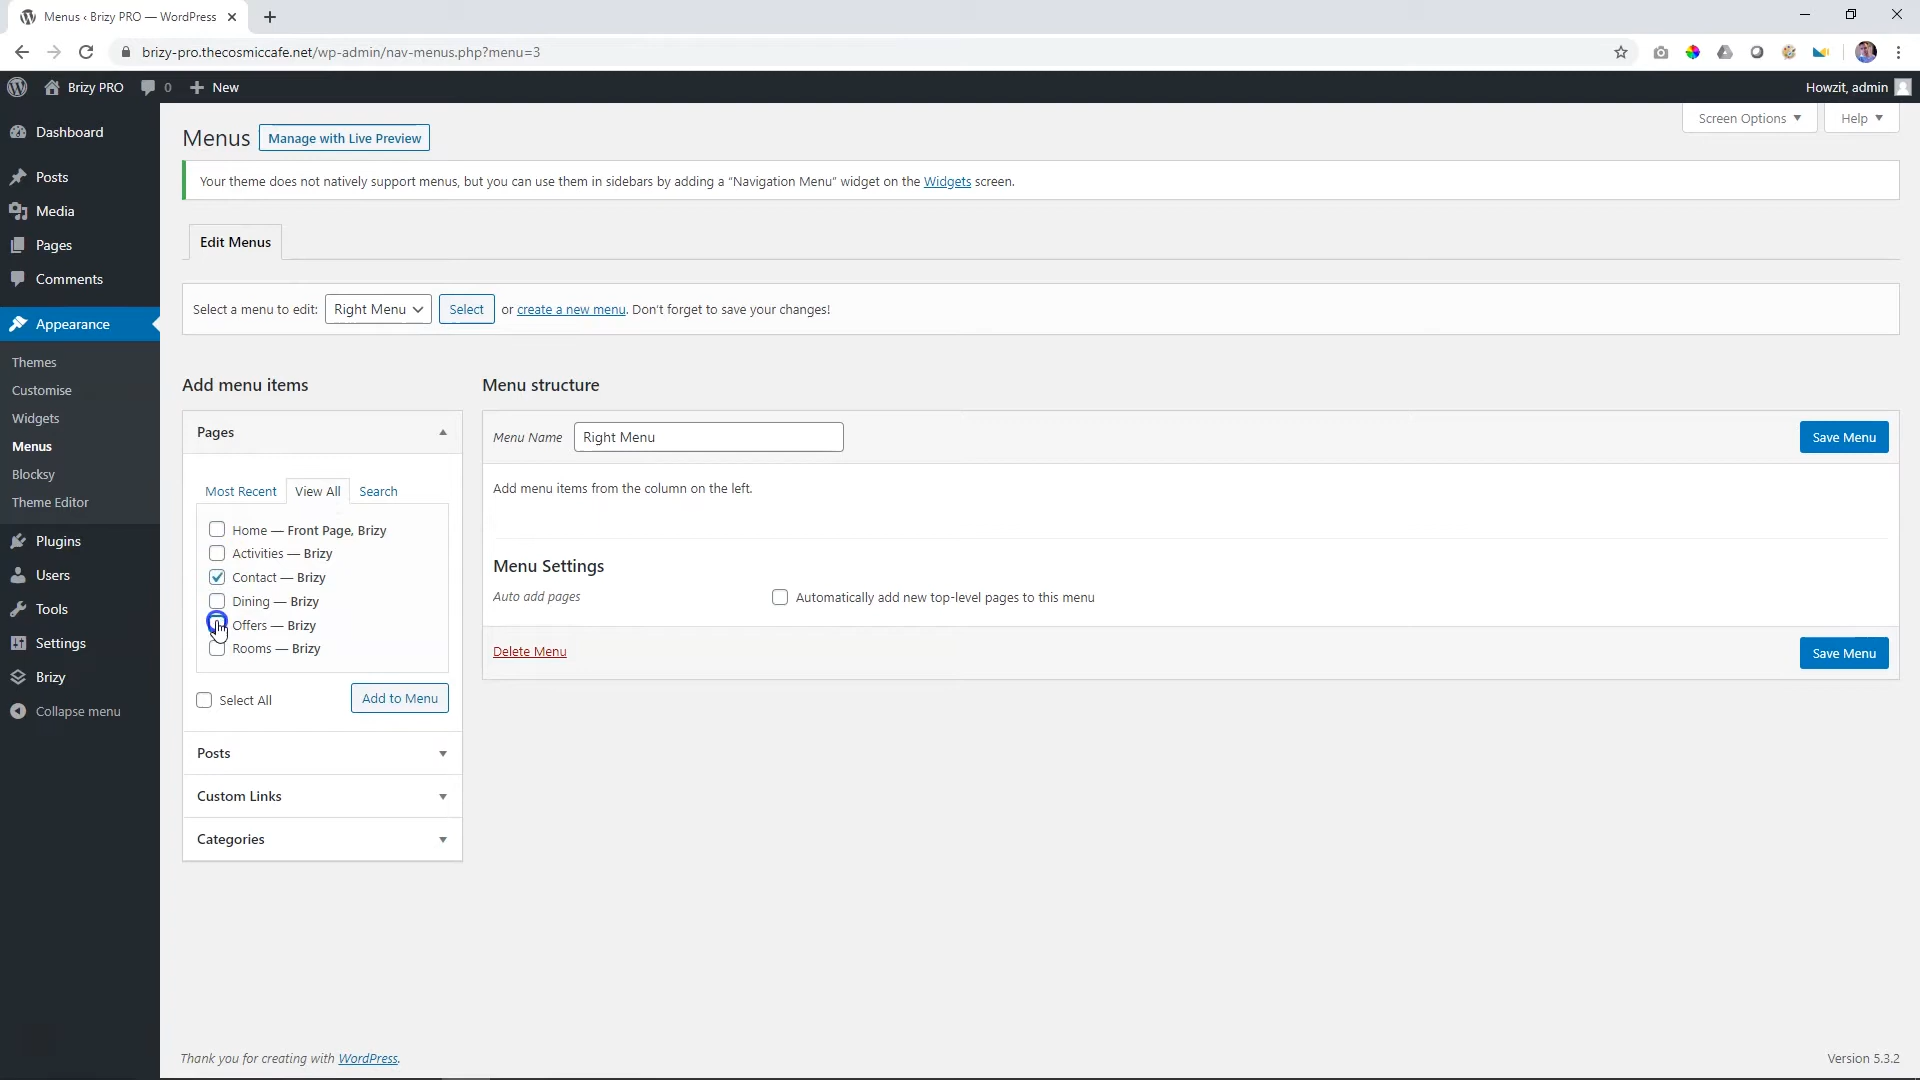 Menus ‹ Brizy PRO — WordPress
brizy-pro.thecosmiccafe.net/wp-admin/nav-menus.php?menu=3
Brizy PRO
0
New
Howzit, admin
Dashboard
Posts
Media
Pages
Comments
Appearance
Themes
Customise
Widgets
Menus
Blocksy
Theme Editor
Plugins
Users
Tools
Settings
Brizy
Collapse menu
Screen Options
Help
Menus
Manage with Live Preview
Your theme does not natively support menus, but you can use them in sidebars by adding a “Navigation Menu” widget on the Widgets screen.
Edit Menus
Select a menu to edit: Right Menu Select or create a new menu. Don’t forget to save your changes!
Add menu items
Pages
Most Recent View All Search
Home — Front Page, Brizy
Activities — Brizy
Contact — Brizy
Dining — Brizy
Offers — Brizy
Rooms — Brizy
Select All
Add to Menu
Posts
Custom Links
Categories
Menu structure
Menu Name Right Menu
Save Menu
Add menu items from the column on the left.
Menu Settings
Auto add pages
Automatically add new top-level pages to this menu
Delete Menu
Save Menu
Thank you for creating with WordPress.
Version 5.3.2